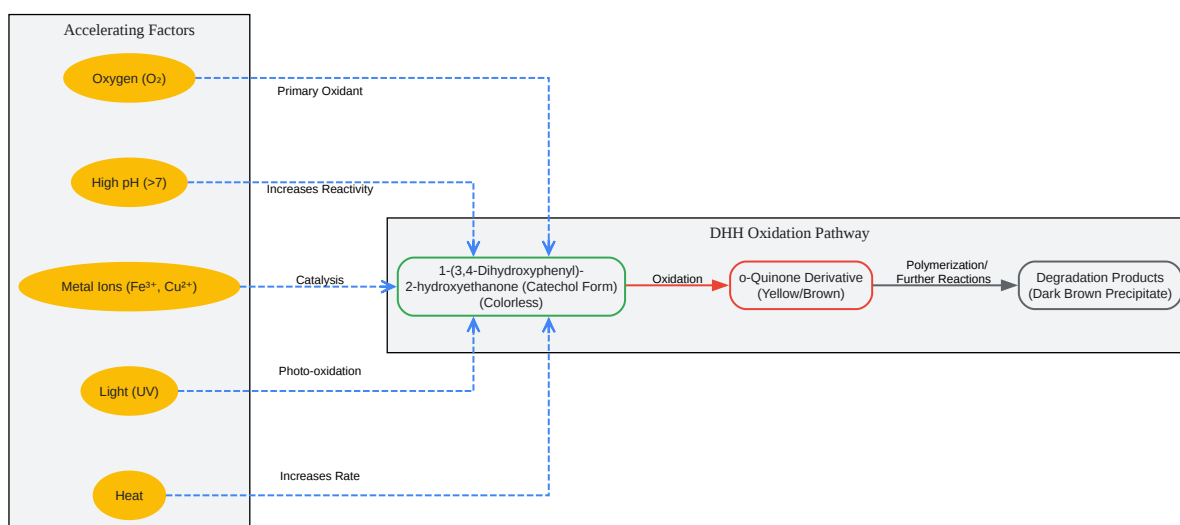 Accelerating Factors
Oxygen (O₂)
Primary Oxidant
High pH (>7)
Increases Reactivity
Metal Ions (Fe³⁺, Cu²⁺)
Catalysis
Light (UV)
Photo-oxidation
Heat
Increases Rate
DHH Oxidation Pathway
1-(3,4-Dihydroxyphenyl)-
2-hydroxyethanone (Catechol Form)
(Colorless)
Oxidation
o-Quinone Derivative
(Yellow/Brown)
Polymerization/
Further Reactions
Degradation Products
(Dark Brown Precipitate)